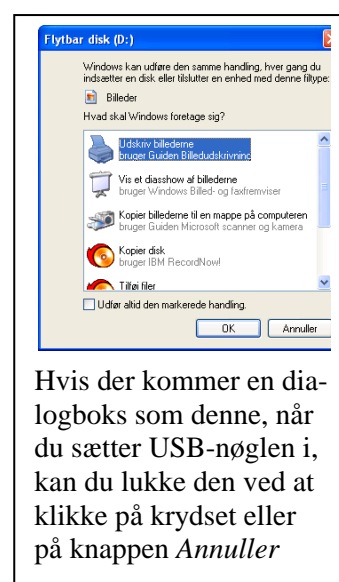 Flytbar disk (D:)
Windows kan udføre den samme handling, hver gang du
indsætter en disk eller tilslutter en enhed med denne filtype:
Billeder
Hvad skal Windows foretage sig?
Udskriv billederne
bruger Guiden Billedudskrivning
Vis et diasshow af billederne
bruger Windows Billed- og faxfremviser
Kopier billederne til en mappe på computeren
bruger Guiden Microsoft scanner og kamera
Kopier disk
bruger IBM RecordNow!
Tilføj filer
Udfør altid den markerede handling.
OK Annuller
Hvis der kommer en dia-
logboks som denne, når
du sætter USB-nøglen i,
kan du lukke den ved at
klikke på krydset eller
på knappen Annuller